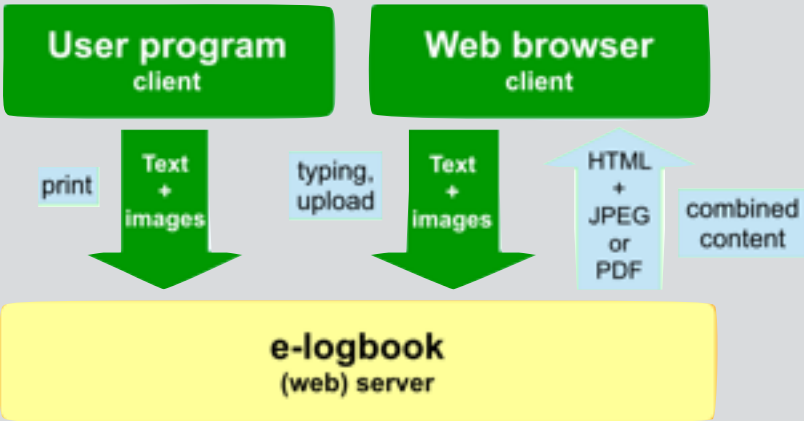 User program
client
Web browser
client
print
Text
+
images
typing,
upload
Text
+
images
HTML
+
JPEG
or
PDF
combined
content
e-logbook
(web) server